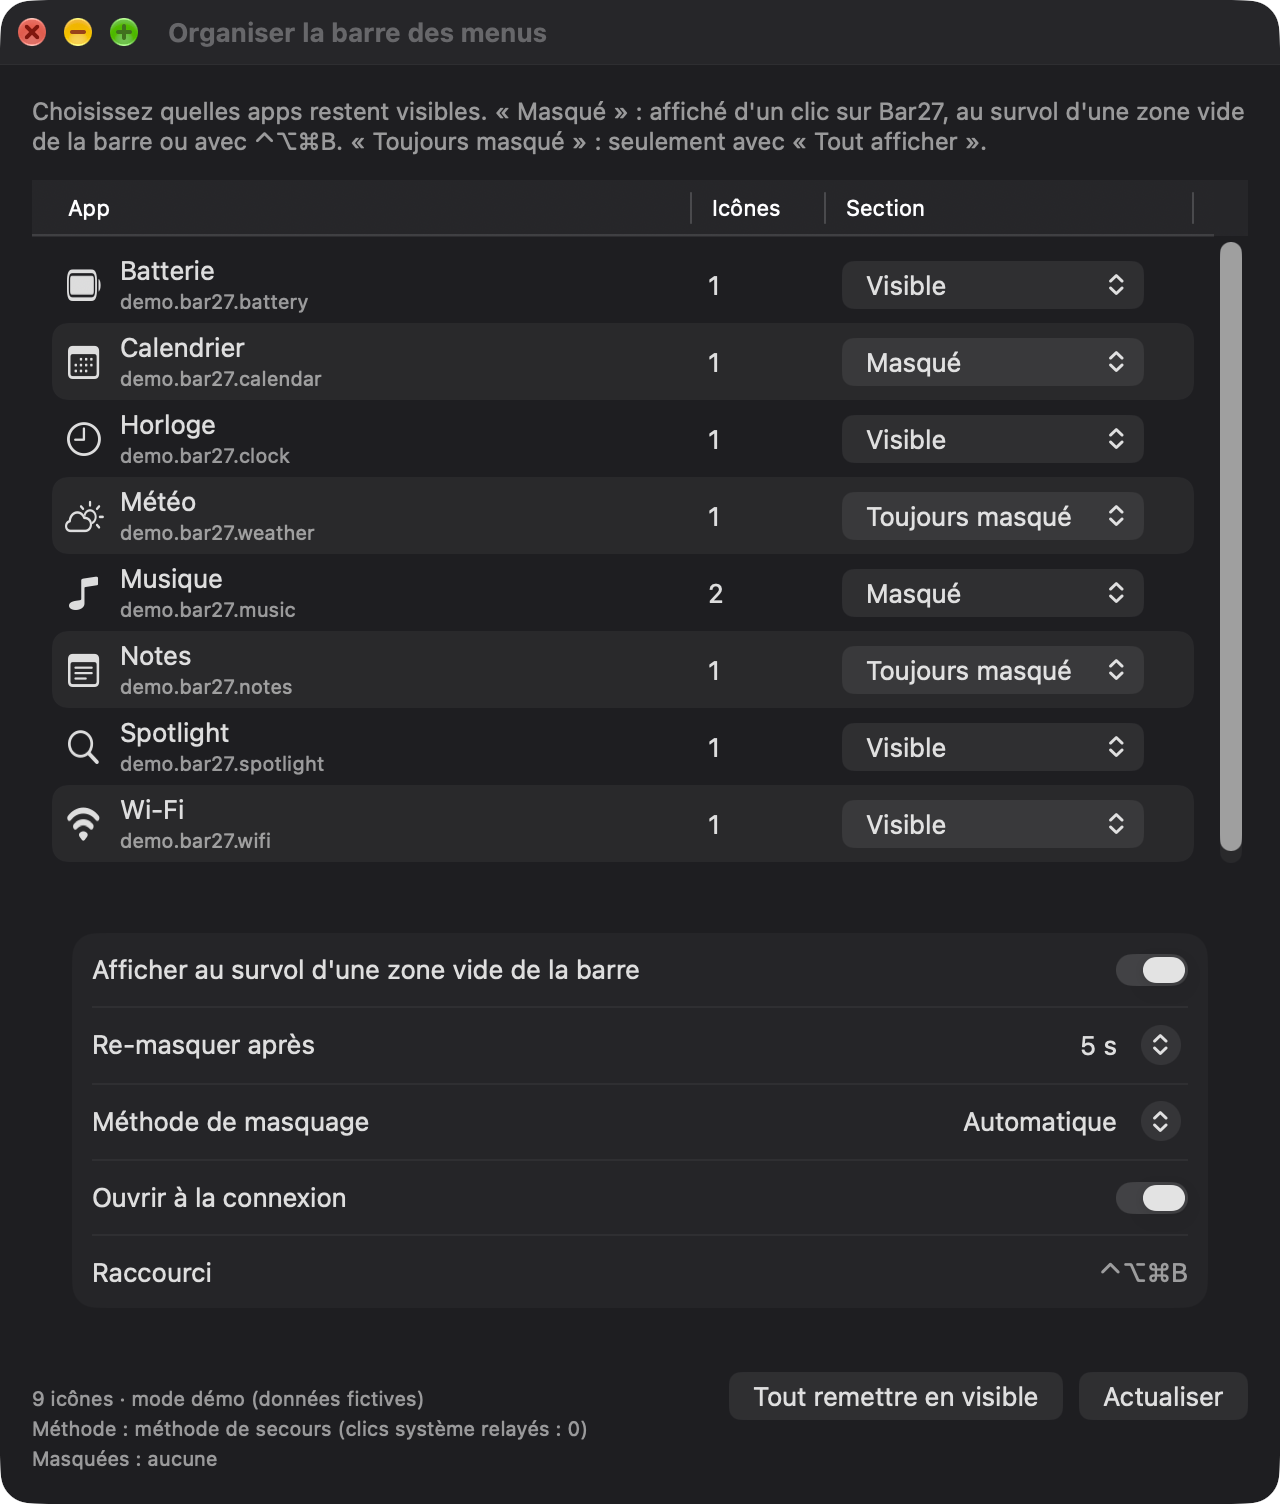 Organiser la barre des menus
Choisissez quelles apps restent visibles. « Masqué » : affiché d'un clic sur Bar27, au survol d'une zone vide
de la barre ou avec ⌃⌥⌘B. « Toujours masqué » : seulement avec « Tout afficher ».
App Icônes Section
Batterie
demo.bar27.battery
1 Visible
Calendrier
demo.bar27.calendar
1 Masqué
Horloge
demo.bar27.clock
1 Visible
Météo
demo.bar27.weather
1 Toujours masqué
Musique
demo.bar27.music
2 Masqué
Notes
demo.bar27.notes
1 Toujours masqué
Spotlight
demo.bar27.spotlight
1 Visible
Wi-Fi
demo.bar27.wifi
1 Visible
Afficher au survol d'une zone vide de la barre
Re-masquer après 5 s
Méthode de masquage Automatique
Ouvrir à la connexion
Raccourci ⌃⌥⌘B
9 icônes · mode démo (données fictives)
Méthode : méthode de secours (clics système relayés : 0)
Masquées : aucune
Tout remettre en visible Actualiser